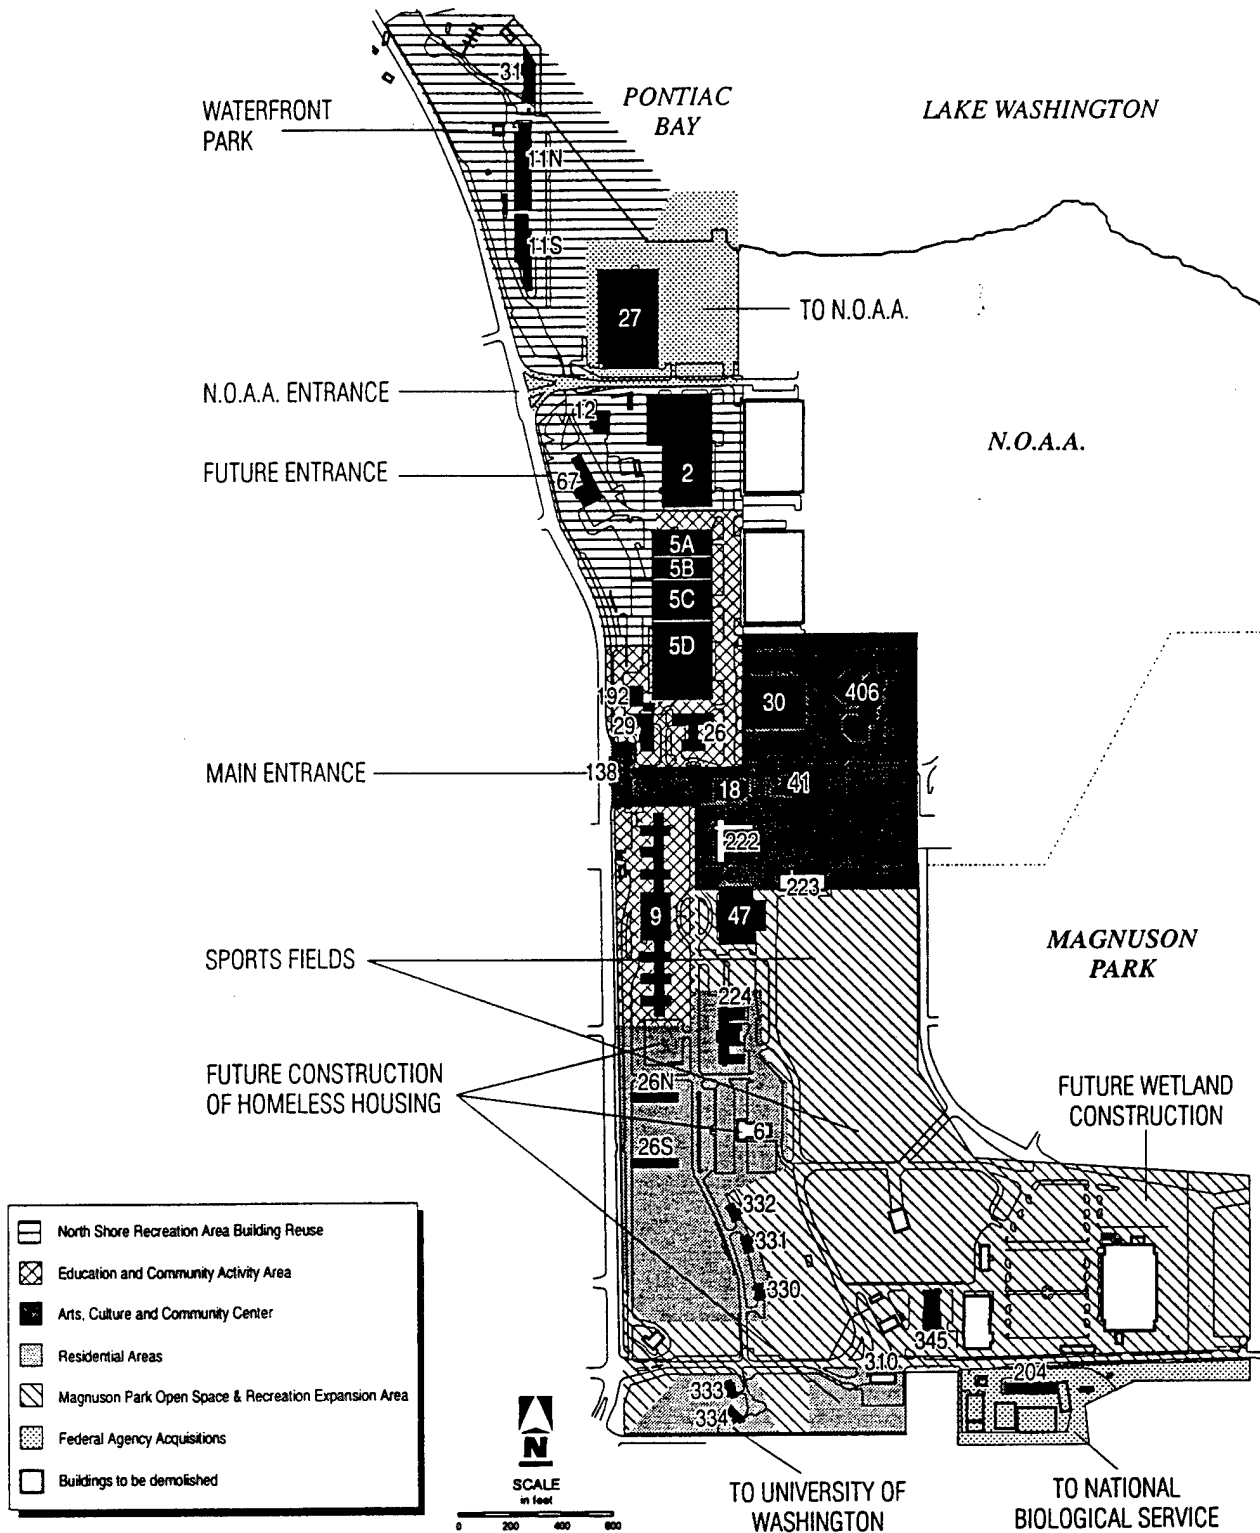 31
PONTIAC
BAY
LAKE WASHINGTON
WATERFRONT
PARK
11N
11S
27
TO N.O.A.A.
N.O.A.A. ENTRANCE
12
N.O.A.A.
FUTURE ENTRANCE
67
2
5A
5B
5C
5D
192
30
406
29
26
MAIN ENTRANCE
138
18
41
222
223
9
47
MAGNUSON
PARK
SPORTS FIELDS
224
FUTURE CONSTRUCTION
OF HOMELESS HOUSING
26N
FUTURE WETLAND
CONSTRUCTION
6
26S
332
331
330
345
310
204
333
334
North Shore Recreation Area Building Reuse
Education and Community Activity Area
Arts, Culture and Community Center
Residential Areas
Magnuson Park Open Space & Recreation Expansion Area
Federal Agency Acquisitions
Buildings to be demolished
N
SCALE
in feet
0 200 400 600
TO UNIVERSITY OF
WASHINGTON
TO NATIONAL
BIOLOGICAL SERVICE